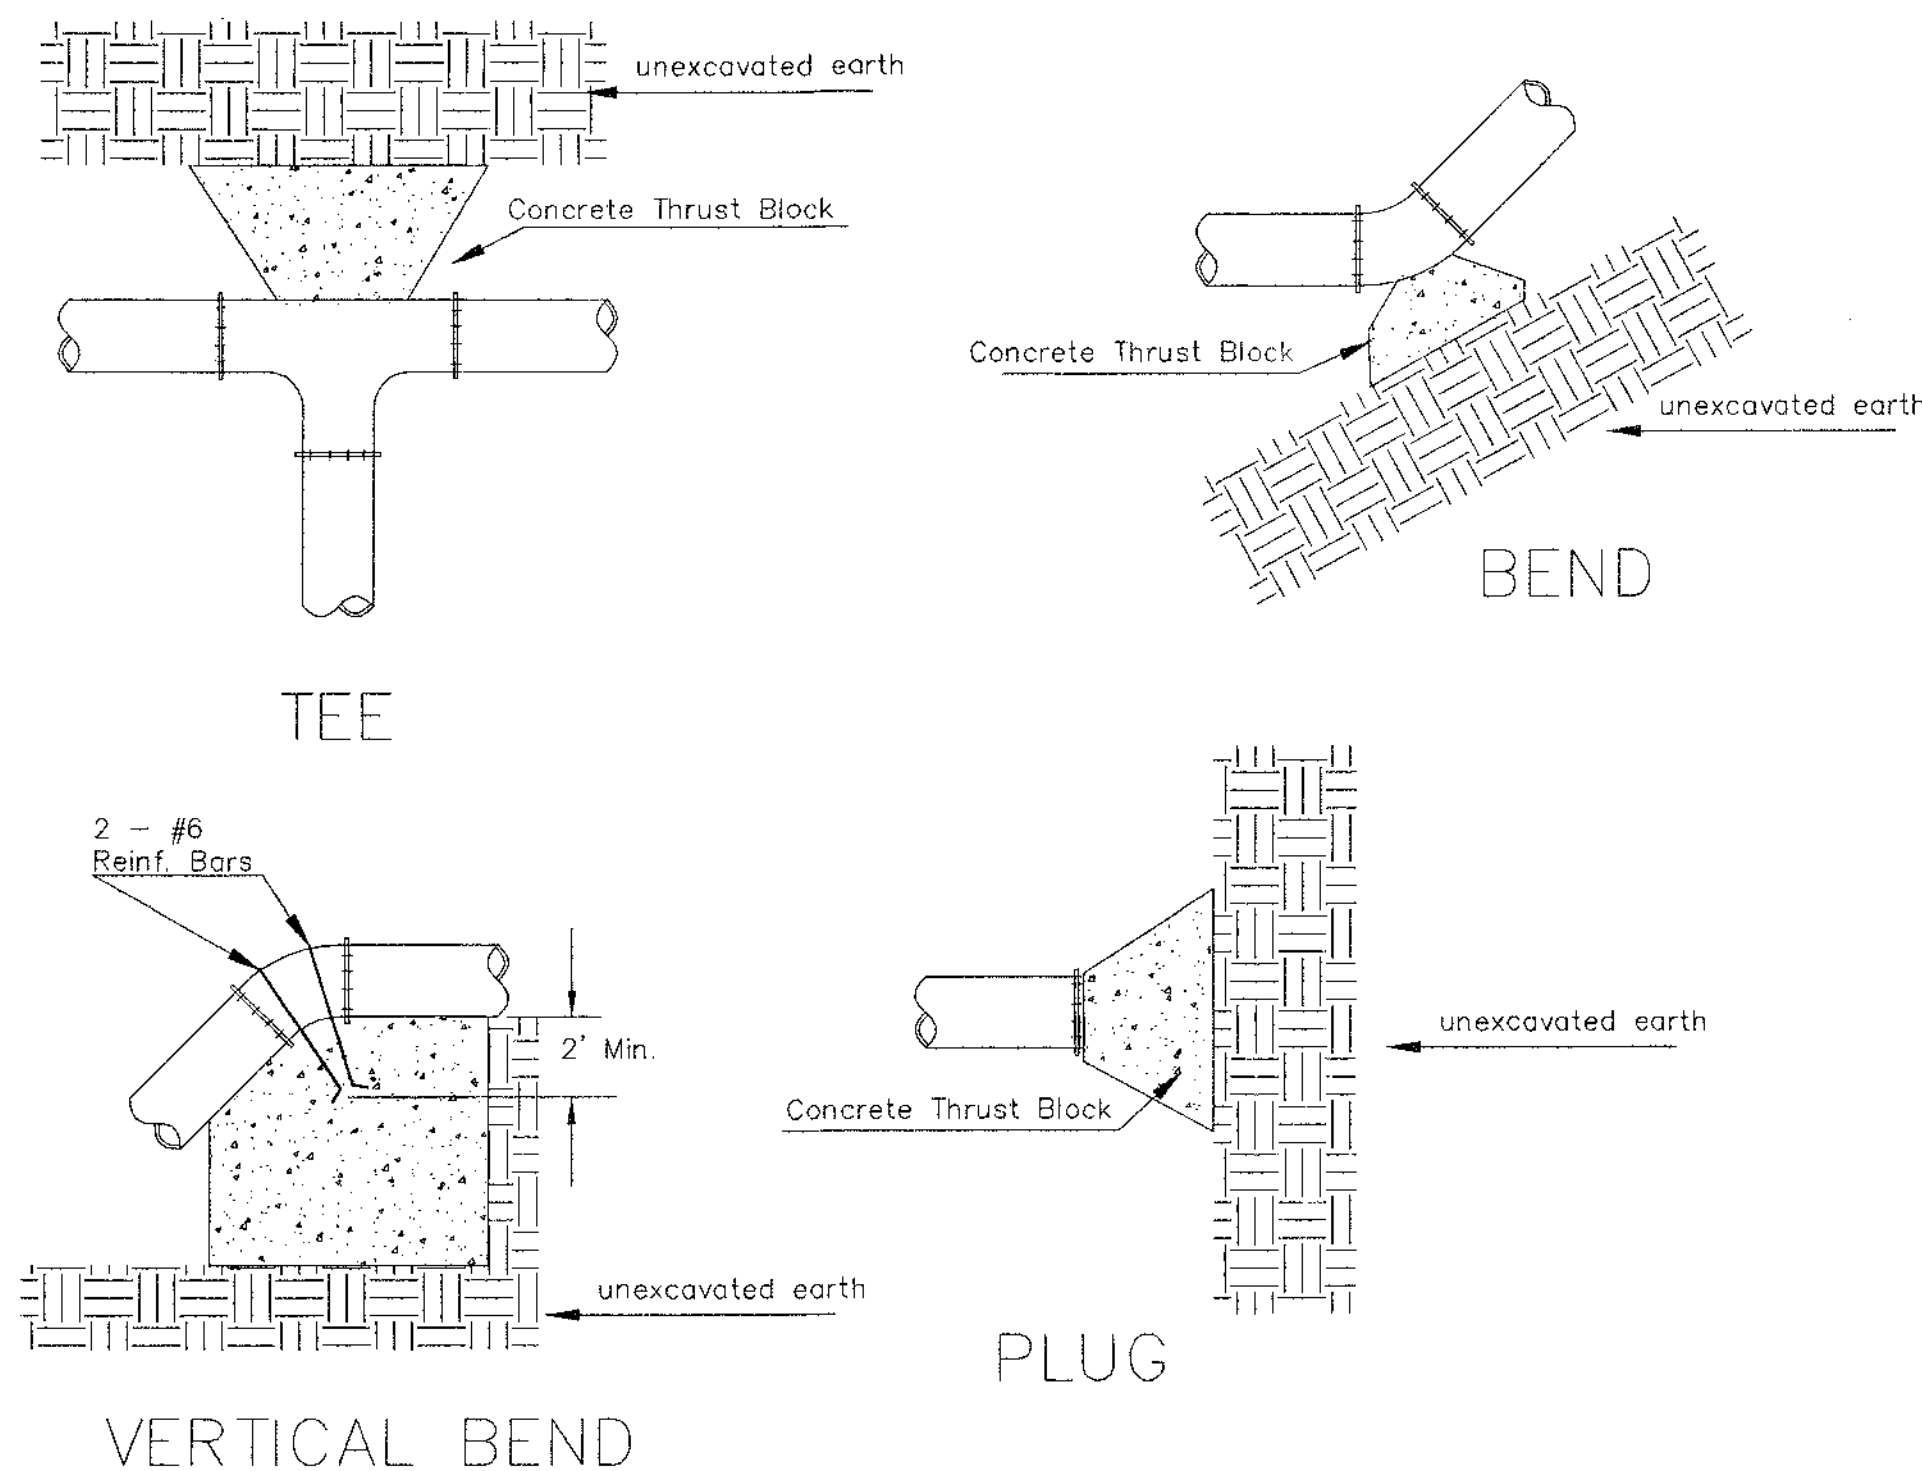 unexcavated earth
Concrete Thrust Block
TEE
Concrete Thrust Block
unexcavated earth
BEND
2 - #6
Reinf. Bars
2' Min.
unexcavated earth
VERTICAL BEND
unexcavated earth
Concrete Thrust Block
PLUG